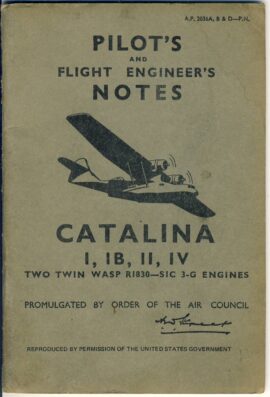 A.P. 2036A, B & D—P.N.
PILOT'S
AND
FLIGHT ENGINEER'S
NOTES
CATALINA
I, IB, II, IV
TWO TWIN WASP R1830—SIC 3-G ENGINES
PROMULGATED BY ORDER OF THE AIR COUNCIL
REPRODUCED BY PERMISSION OF THE UNITED STATES GOVERNMENT